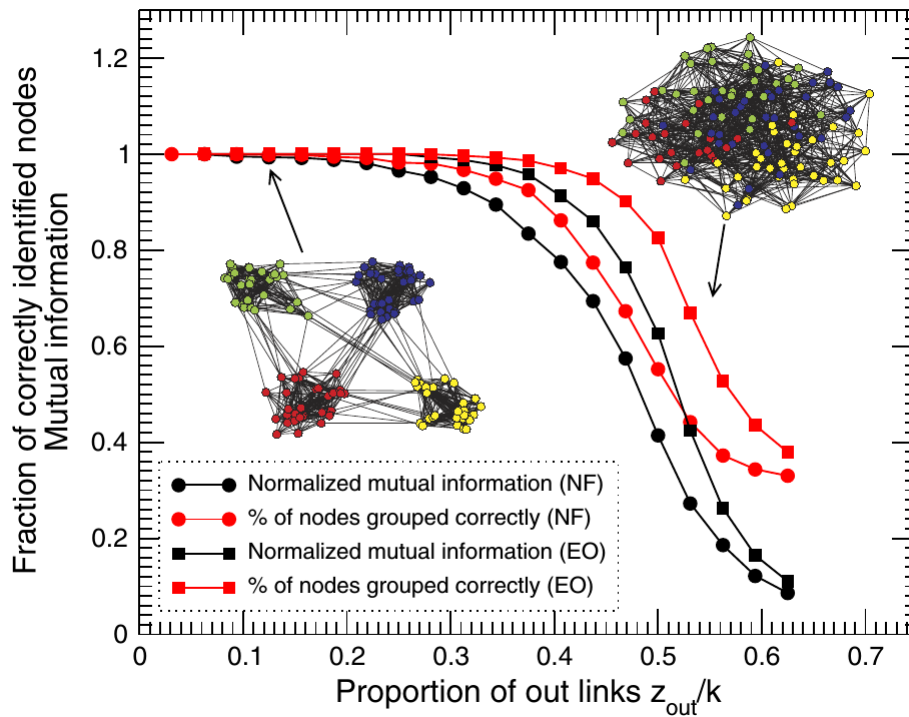 Fraction of correctly identified nodes
Mutual information
1.2
1
0.8
0.6
0.4
0.2
0
Normalized mutual information (NF)
% of nodes grouped correctly (NF)
Normalized mutual information (EO)
% of nodes grouped correctly (EO)
0 0.1 0.2 0.3 0.4 0.5 0.6 0.7
Proportion of out links z_out/k